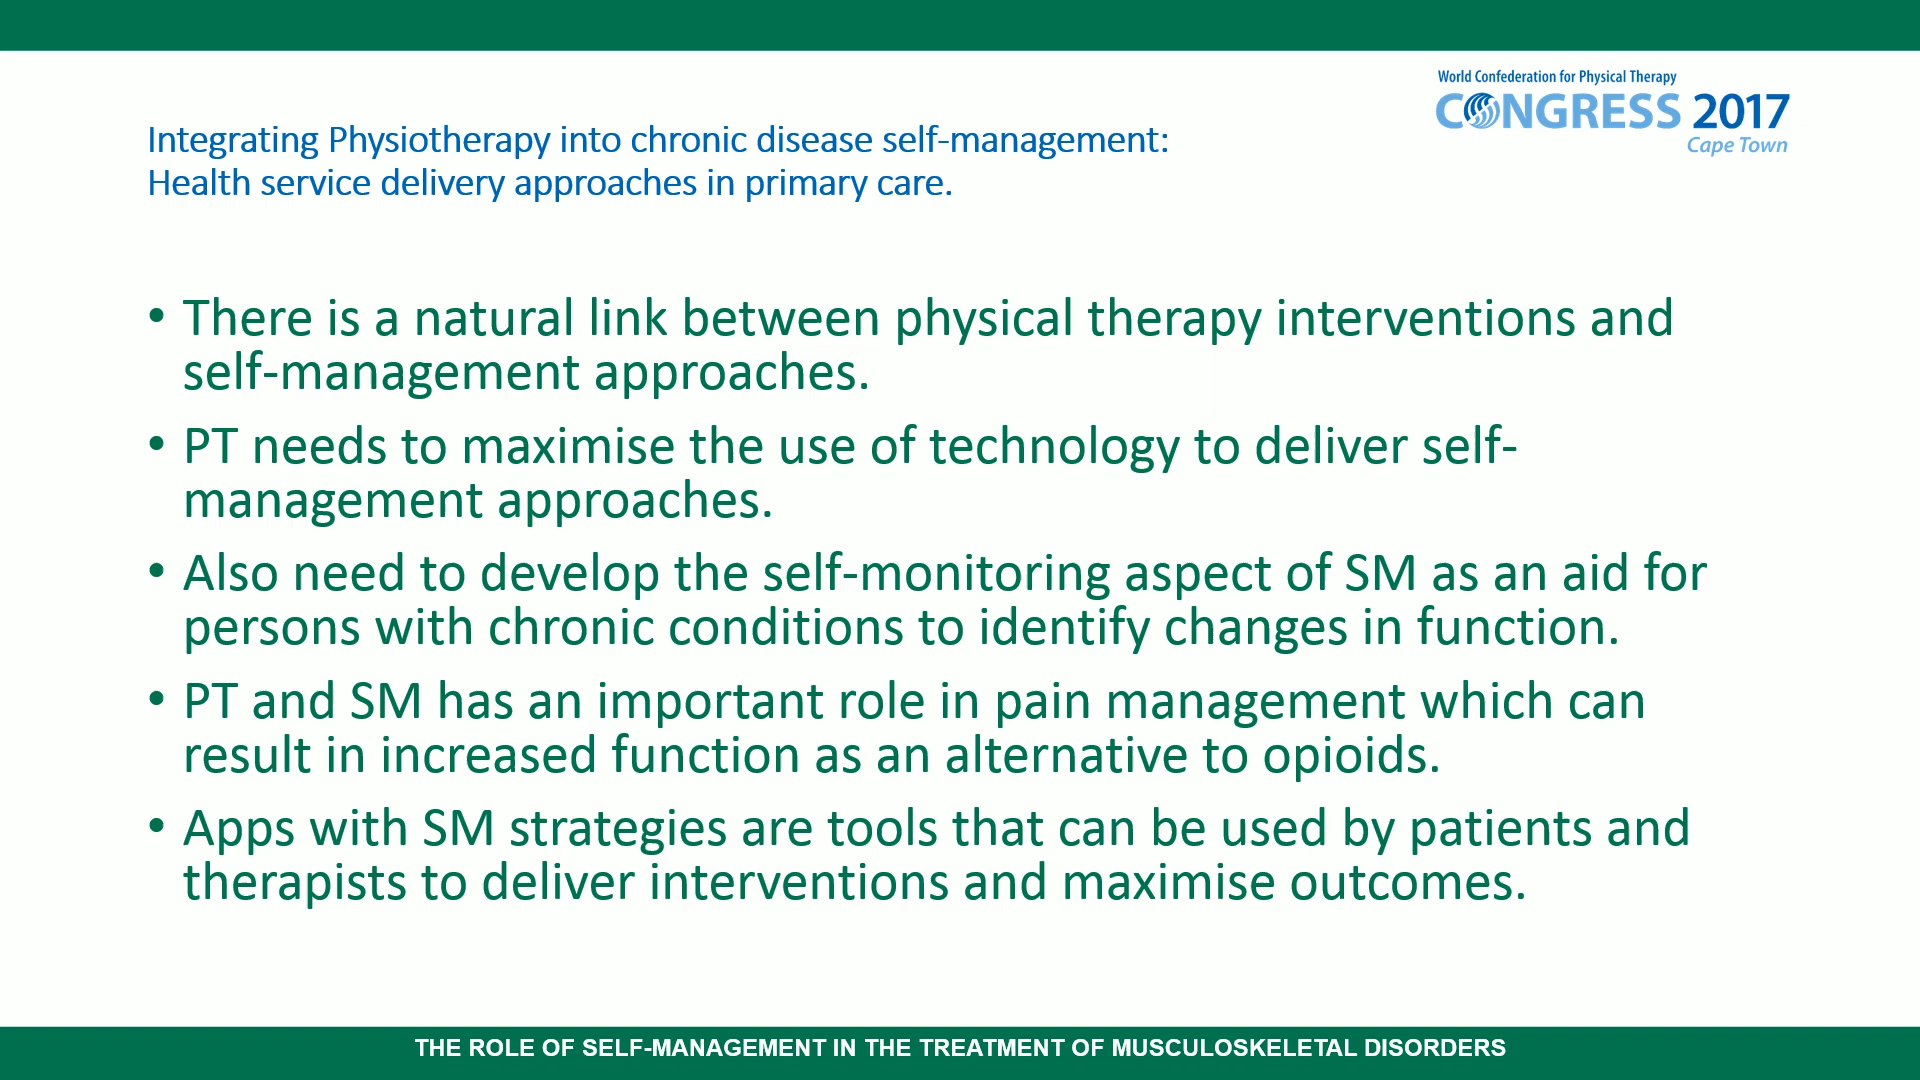 World Confederation for Physical Therapy
CONGRESS 2017
Cape Town
Integrating Physiotherapy into chronic disease self-management:
Health service delivery approaches in primary care.
• There is a natural link between physical therapy interventions and
self-management approaches.
• PT needs to maximise the use of technology to deliver self-
management approaches.
• Also need to develop the self-monitoring aspect of SM as an aid for
persons with chronic conditions to identify changes in function.
• PT and SM has an important role in pain management which can
result in increased function as an alternative to opioids.
• Apps with SM strategies are tools that can be used by patients and
therapists to deliver interventions and maximise outcomes.
THE ROLE OF SELF-MANAGEMENT IN THE TREATMENT OF MUSCULOSKELETAL DISORDERS